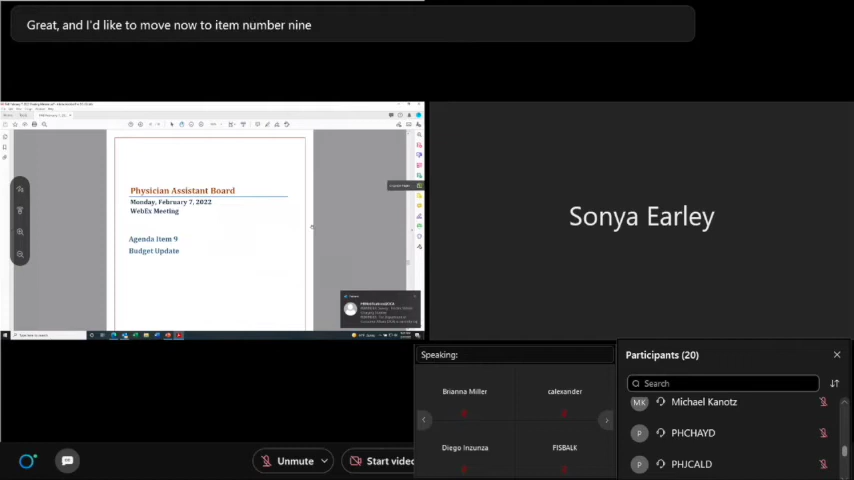 Great, and I'd like to move now to item number nine
Physician Assistant Board
Monday, February 7, 2022
WebEx Meeting
Agenda Item 9
Budget Update
Sonya Earley
Speaking:
Brianna Miller
calexander
Diego Inzunza
FISBALK
Participants (20)
Search
MK Michael Kanotz
P PHCHAYD
P PHJCALD
Unmute
Start video